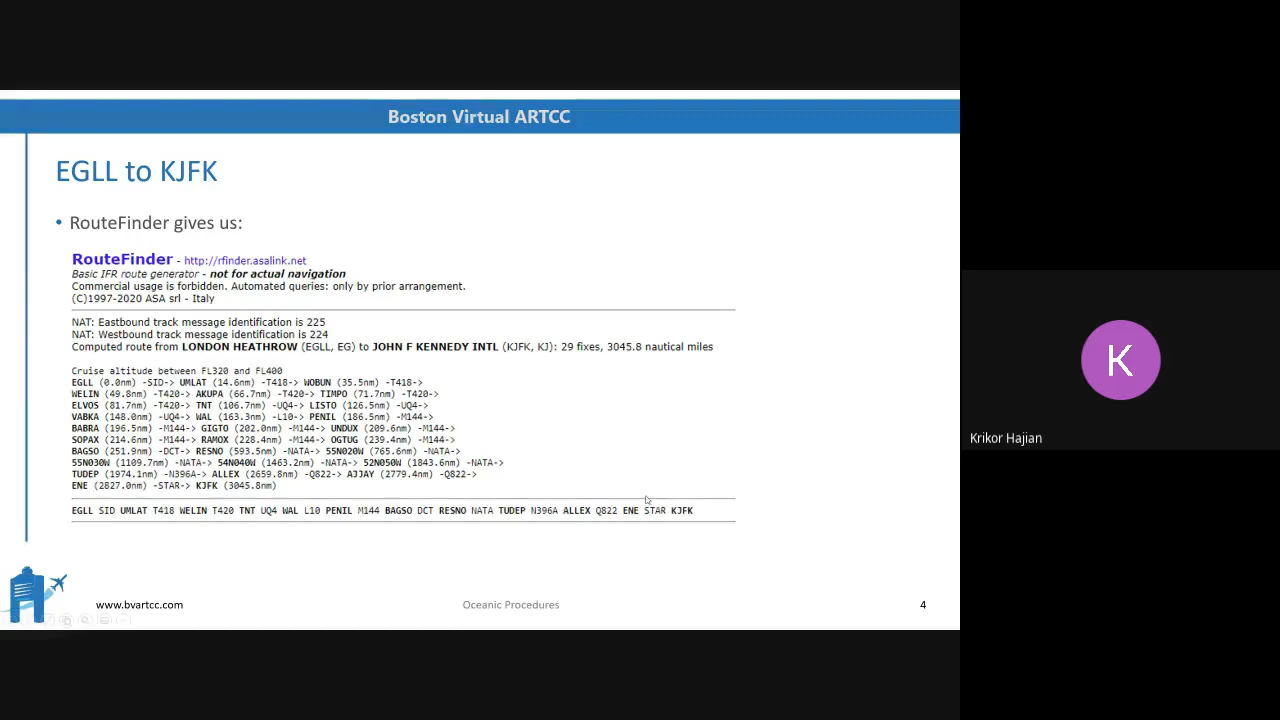 Boston Virtual ARTCC
EGLL to KJFK
• RouteFinder gives us:
RouteFinder - http://rfinder.asalink.net
Basic IFR route generator - not for actual navigation
Commercial usage is forbidden. Automated queries: only by prior arrangement.
(C)1997-2020 ASA srl - Italy
NAT: Eastbound track message identification is 225
NAT: Westbound track message identification is 224
Computed route from LONDON HEATHROW (EGLL, EG) to JOHN F KENNEDY INTL (KJFK, KJ): 29 fixes, 3045.8 nautical miles
Cruise altitude between FL320 and FL400
EGLL (0.0nm) -SID-> UMLAT (14.6nm) -T418-> WOBUN (35.5nm) -T418->
WELIN (49.8nm) -T420-> AKUPA (66.7nm) -T420-> TIMPO (71.7nm) -T420->
ELVOS (81.7nm) -T420-> TNT (106.7nm) -UQ4-> LISTO (126.5nm) -UQ4->
VABKA (148.0nm) -UQ4-> WAL (163.3nm) -L10-> PENIL (186.5nm) -M144->
BABRA (196.5nm) -M144-> GIGTO (202.0nm) -M144-> UNDUX (209.6nm) -M144->
SOPAX (214.6nm) -M144-> RAMOX (228.4nm) -M144-> OGTUG (239.4nm) -M144->
BAGSO (251.9nm) -DCT-> RESNO (593.5nm) -NATA-> 55N020W (765.6nm) -NATA->
55N030W (1109.7nm) -NATA-> 54N040W (1463.2nm) -NATA-> 52N050W (1843.6nm) -NATA->
TUDEP (1974.1nm) -N396A-> ALLEX (2659.8nm) -Q822-> AJJAY (2779.4nm) -Q822->
ENE (2827.0nm) -STAR-> KJFK (3045.8nm)
EGLL SID UMLAT T418 WELIN T420 TNT UQ4 WAL L10 PENIL M144 BAGSO DCT RESNO NATA TUDEP N396A ALLEX Q822 ENE STAR KJFK
www.bvartcc.com
Oceanic Procedures
4
K
Krikor Hajian